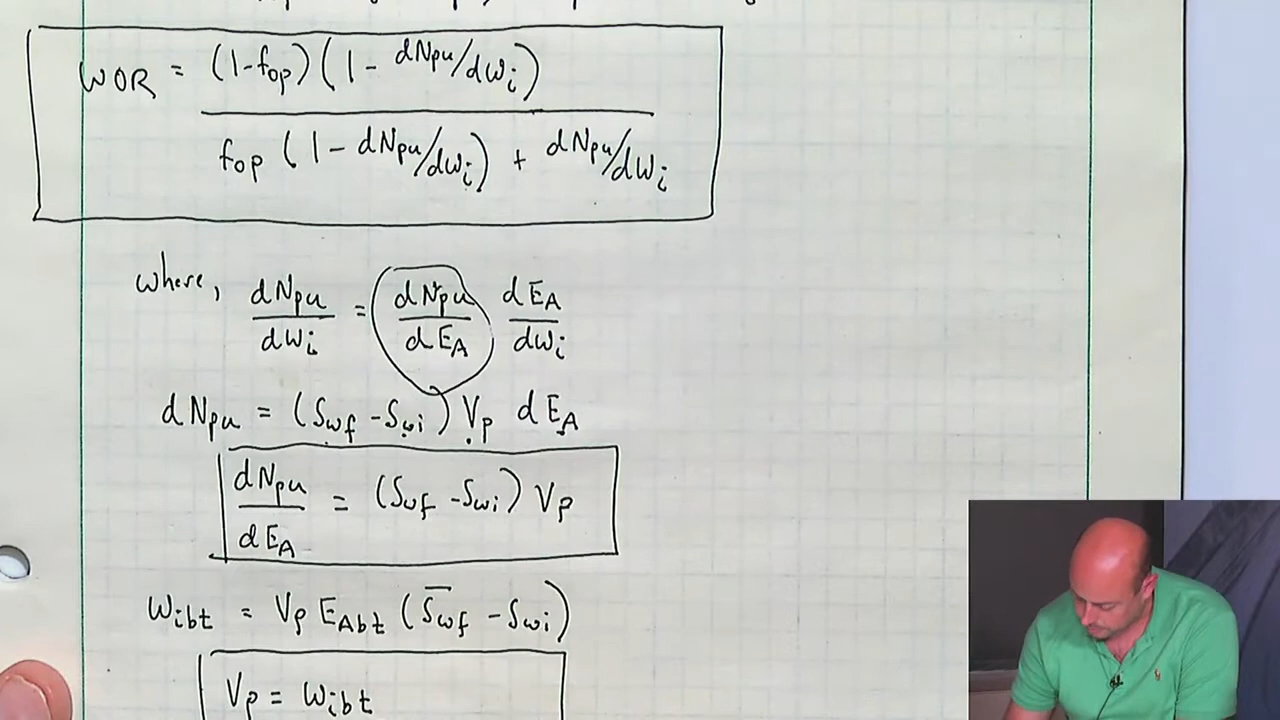 WOR = (1-fop)(1 - dNpu/dWi)
fop (1 - dNpu/dWi) + dNpu/dWi
where, dNpu/dWi = dNpu/dEA dEA/dWi
dNpu = (Swf - Swi) Vp dEA
dNpu/dEA = (Swf - Swi) Vp
Wibt = Vp EAbt (S̄wf - Swi)
Vp = Wibt